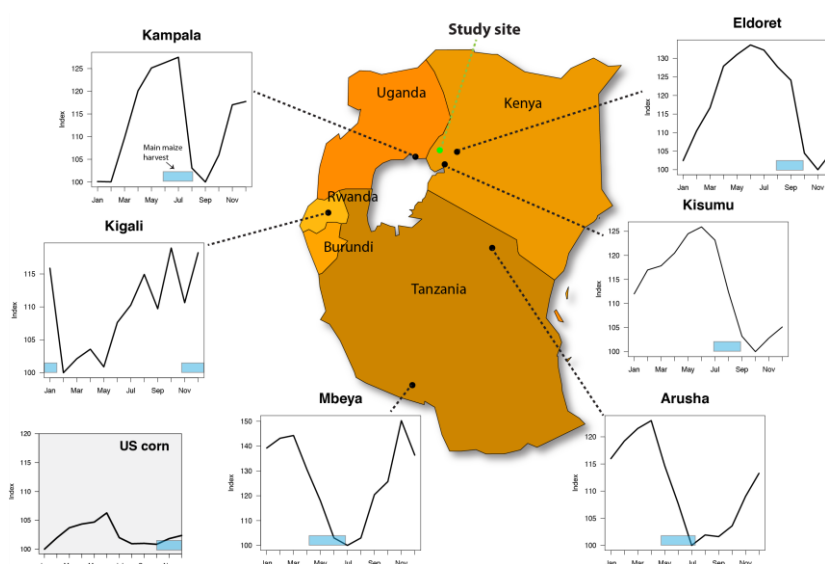 Study site
Kampala
Index
125
120
115
110
105
100
Main maize
harvest
Jan Mar May Jul Sep Nov
Eldoret
Index
130
125
120
115
110
105
100
Jan Mar May Jul Sep Nov
Uganda
Kenya
Rwanda
Burundi
Tanzania
Kigali
Index
115
110
105
100
Jan Mar May Jul Sep Nov
Kisumu
Index
125
120
115
110
105
100
Jan Mar May Jul Sep Nov
US corn
Index
120
115
110
105
100
Mbeya
Index
150
140
130
120
110
100
Jan Mar May Jul Sep Nov
Arusha
Index
120
115
110
105
100
Jan Mar May Jul Sep Nov